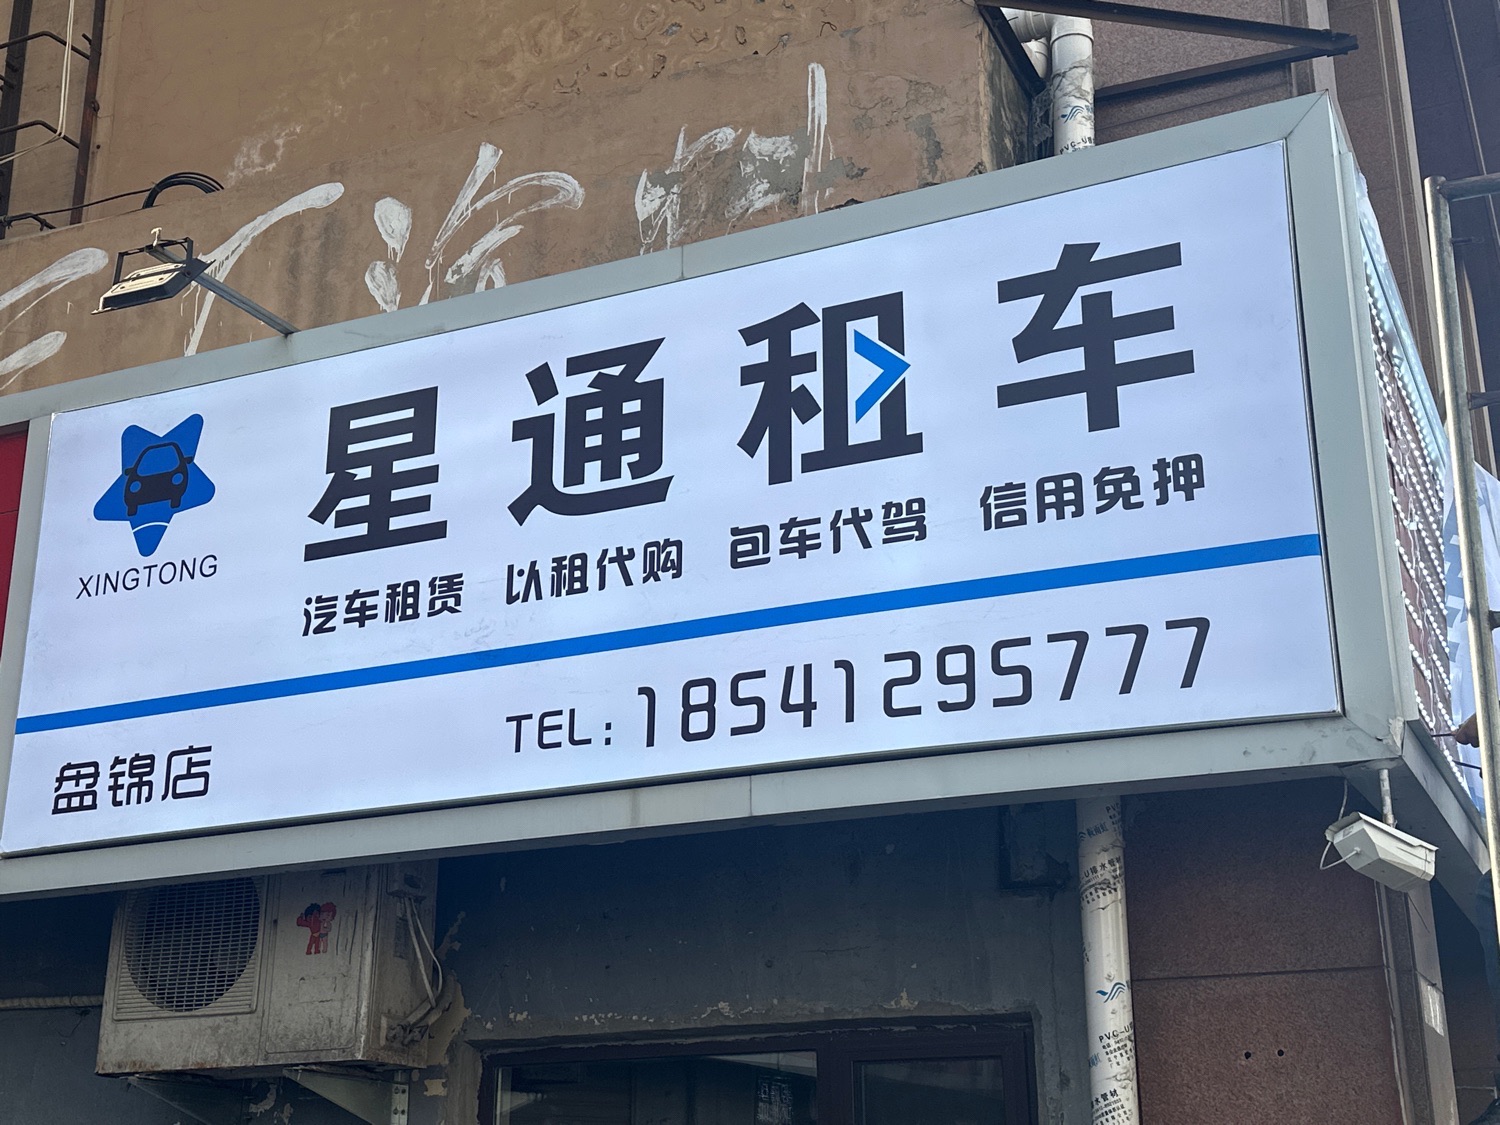 星通租车
XINGTONG
汽车租赁 以租代购 包车代驾 信用免押
TEL: 18541295777
盘锦店